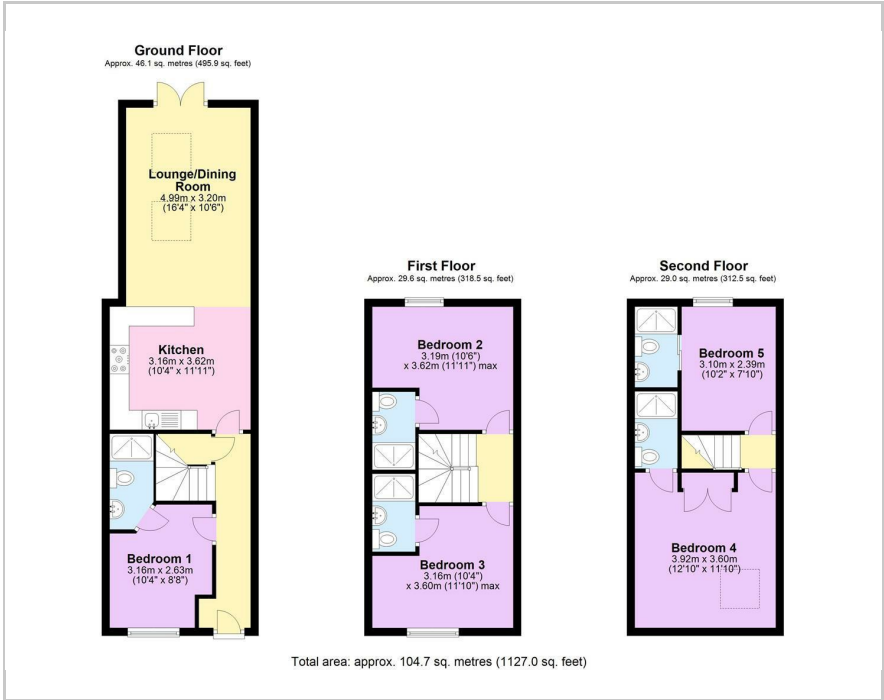 Ground Floor
Approx. 46.1 sq. metres (495.9 sq. feet)
Lounge/Dining
Room
4.99m x 3.20m
(16'4" x 10'6")
Kitchen
3.16m x 3.62m
(10'4" x 11'11")
Bedroom 1
3.16m x 2.63m
(10'4" x 8'8")
First Floor
Approx. 29.6 sq. metres (318.5 sq. feet)
Bedroom 2
3.19m (10'6")
x 3.62m (11'11") max
Bedroom 3
3.16m (10'4")
x 3.60m (11'10") max
Second Floor
Approx. 29.0 sq. metres (312.5 sq. feet)
Bedroom 5
3.10m x 2.39m
(10'2" x 7'10")
Bedroom 4
3.92m x 3.60m
(12'10" x 11'10")
Total area: approx. 104.7 sq. metres (1127.0 sq. feet)